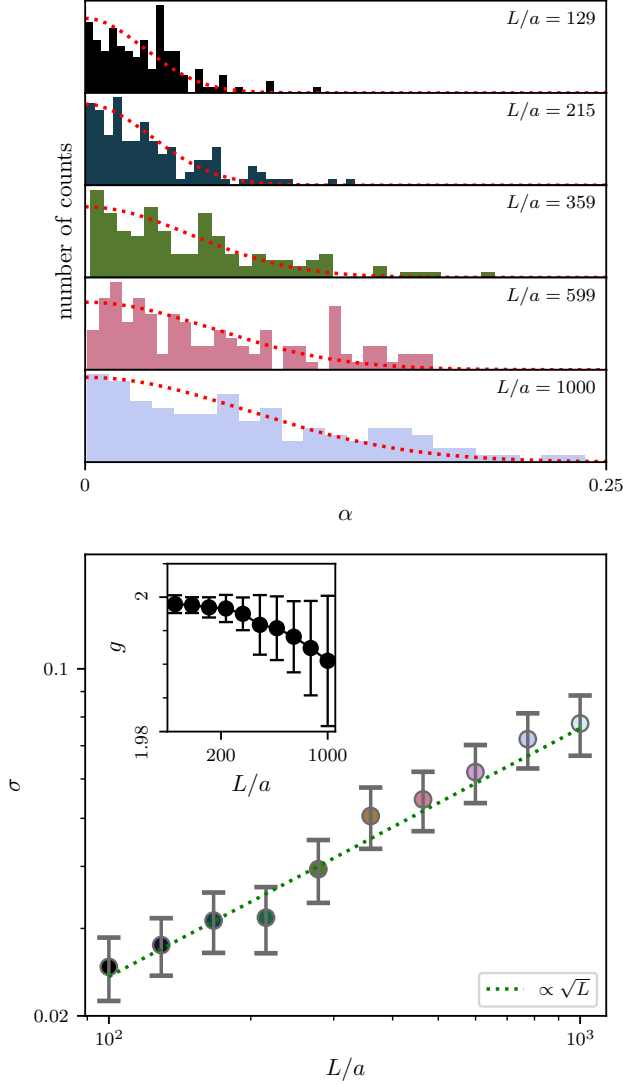 L/a = 129
L/a = 215
L/a = 359
L/a = 599
L/a = 1000
number of counts
0
0.25
α
2
1.98
g
200
1000
L/a
0.1
0.02
σ
∝ √L
10²
10³
L/a